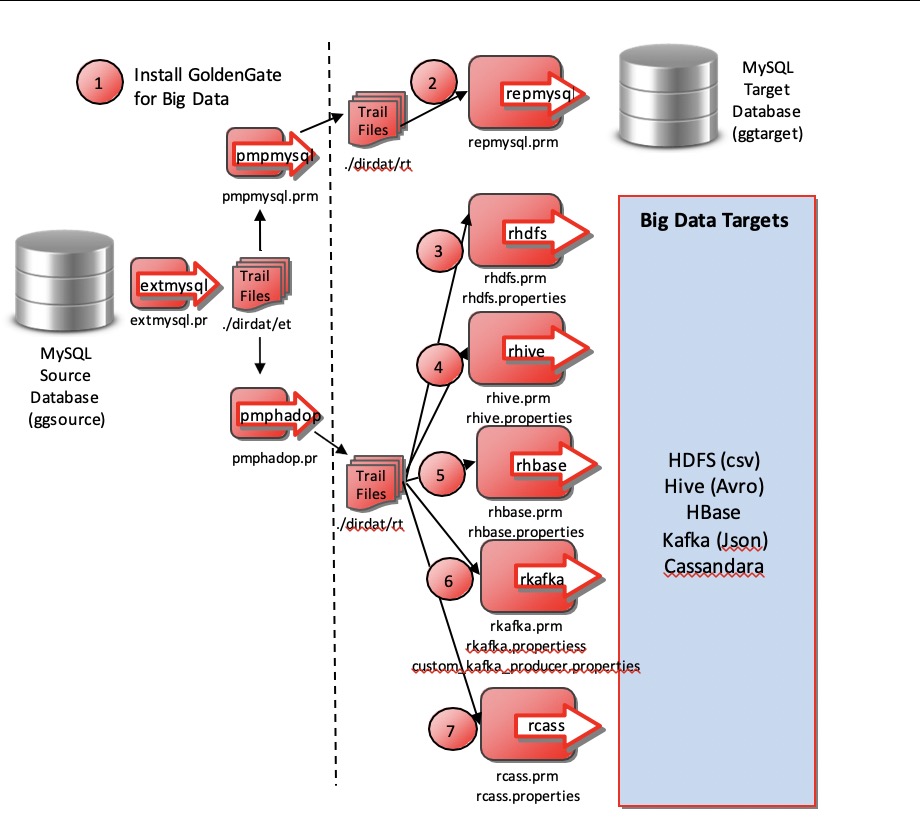 1
Install GoldenGate
for Big Data
2
Trail
Files
./dirdat/rt
repmysql
repmysql.prm
MySQL
Target
Database
(ggtarget)
pmpmysql
pmpmysql.prm
extmysql
extmysql.pr
Trail
Files
./dirdat/et
MySQL
Source
Database
(ggsource)
pmphadop
pmphadop.pr
Trail
Files
./dirdat/rt
3
rhdfs
rhdfs.prm
rhdfs.properties
4
rhive
rhive.prm
rhive.properties
5
rhbase
rhbase.prm
rhbase.properties
6
rkafka
rkafka.prm
rkafka.propertiess
custom_kafka_producer.properties
7
rcass
rcass.prm
rcass.properties
Big Data Targets
HDFS (csv)
Hive (Avro)
HBase
Kafka (Json)
Cassandara